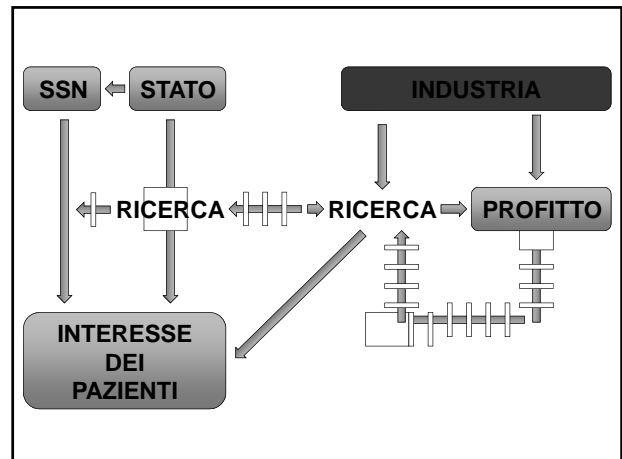 SSN
STATO
INDUSTRIA
RICERCA
RICERCA
PROFITTO
INTERESSE
DEI
PAZIENTI